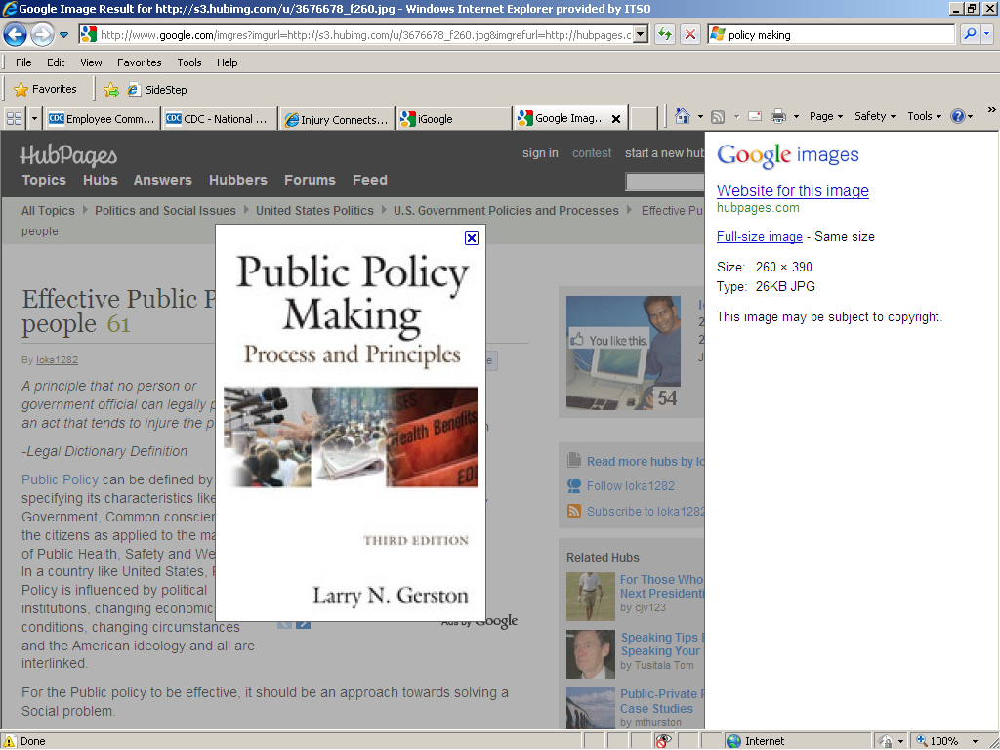 Google Image Result for http://s3.hubimg.com/u/3676678_f260.jpg - Windows Internet Explorer provided by ITSO
http://www.google.com/imgres?imgurl=http://s3.hubimg.com/u/3676678_f260.jpg&imgrefurl=http://hubpages.c
policy making
File Edit View Favorites Tools Help
Favorites SideStep
CDC Employee Comm... CDC CDC - National ... Injury Connects... iGoogle Google Imag... Page Safety Tools
HubPages
sign in contest start a new hub
Topics Hubs Answers Hubbers Forums Feed
All Topics Politics and Social Issues United States Politics U.S. Government Policies and Processes Effective Pu
people
Effective Public P
people 61
By loka1282
A principle that no person or
government official can legally p
an act that tends to injure the p
-Legal Dictionary Definition
Public Policy can be defined by
specifying its characteristics like
Government, Common conscien
the citizens as applied to the ma
of Public Health, Safety and We
In a country like United States,
Policy is influenced by political
institutions, changing economic
conditions, changing circumstances
and the American ideology and all are
interlinked.
For the Public policy to be effective, it should be an approach towards solving a
Social problem.
Public Policy
Making
Process and Principles
Health Benefits
THIRD EDITION
Larry N. Gerston
Ads by Google
You like this.
54
Read more hubs by lo
Follow loka1282
Subscribe to loka1282
Related Hubs
For Those Who
Next Presidenti
by cjv123
Speaking Tips
Speaking Your
by Tusitala Tom
Public-Private
Case Studies
by mthurston
Google images
Website for this image
hubpages.com
Full-size image - Same size
Size: 260 × 390
Type: 26KB JPG
This image may be subject to copyright.
Done Internet 100%